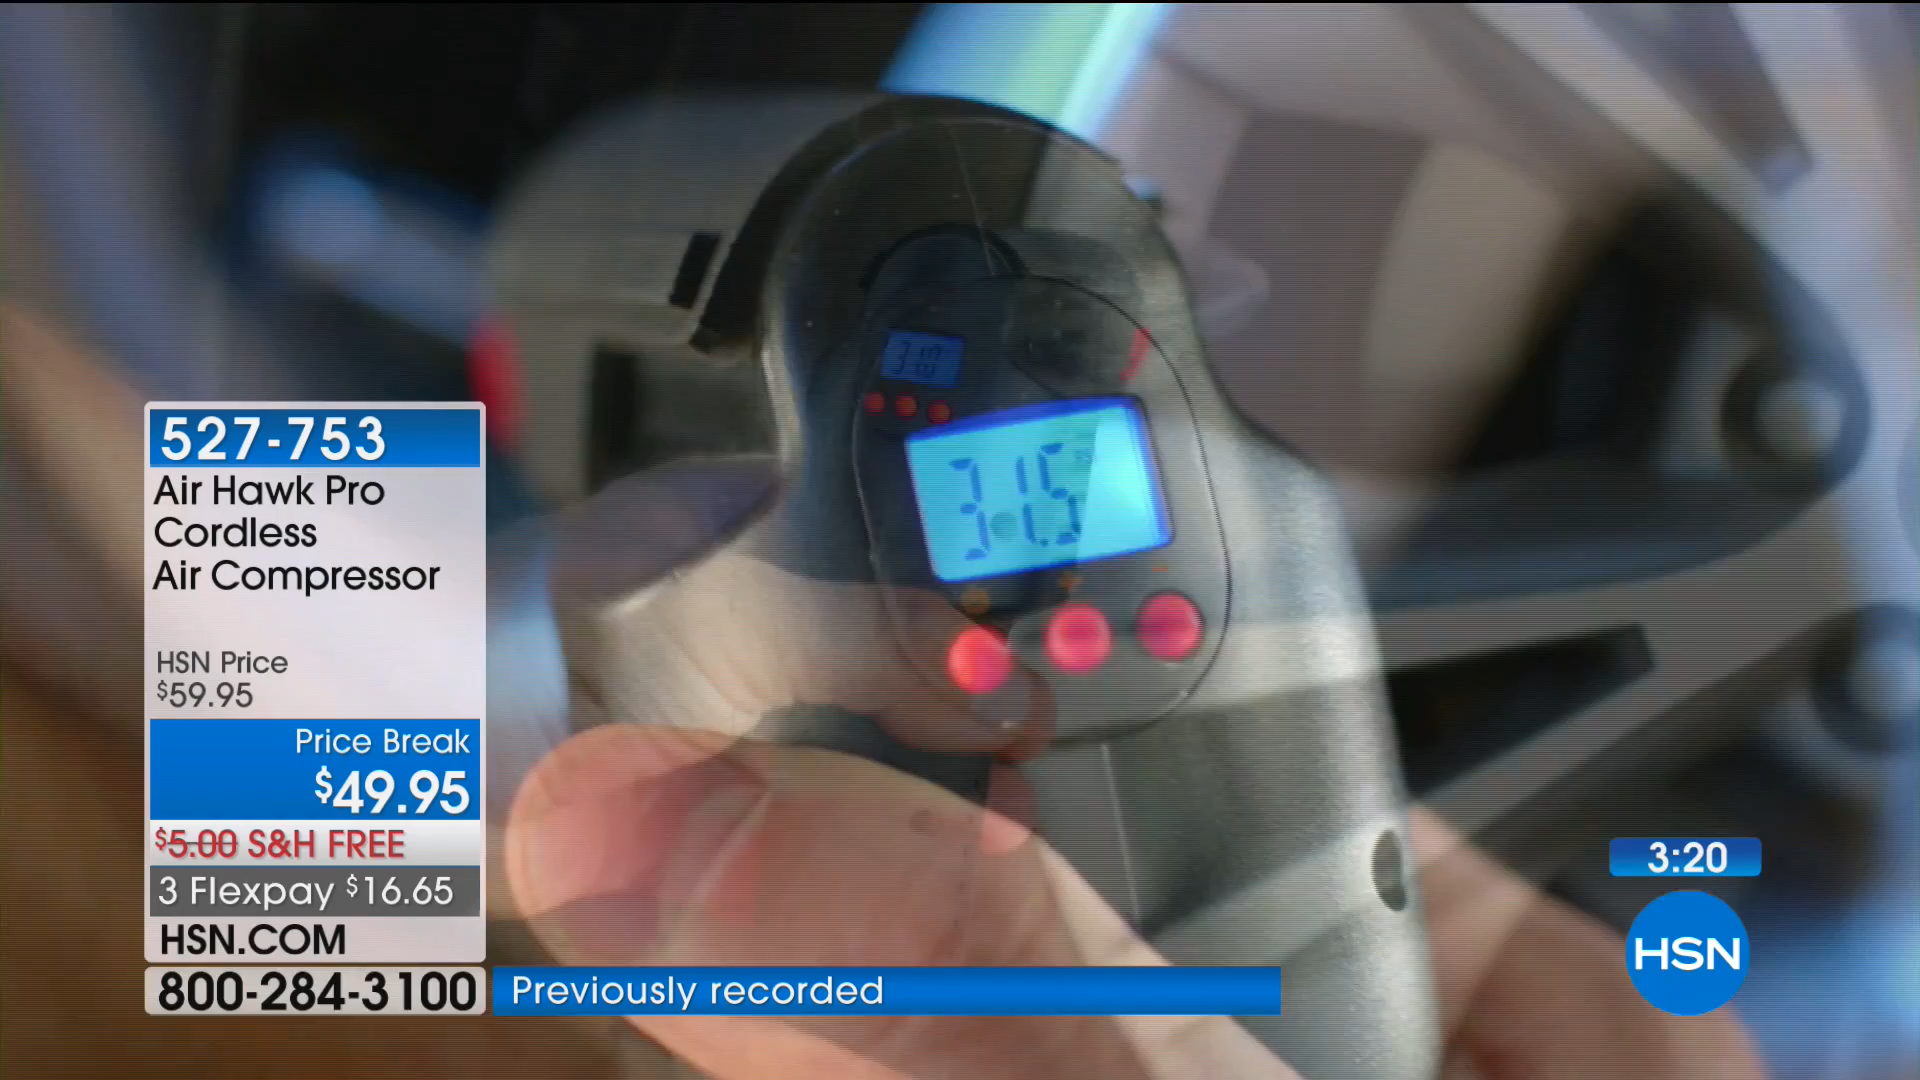 527-753
Air Hawk Pro
Cordless
Air Compressor
HSN Price
$59.95
Price Break
$49.95
$5.00 S&H FREE
3 Flexpay $16.65
HSN.COM
800-284-3100
Previously recorded
31.5
3:20
HSN